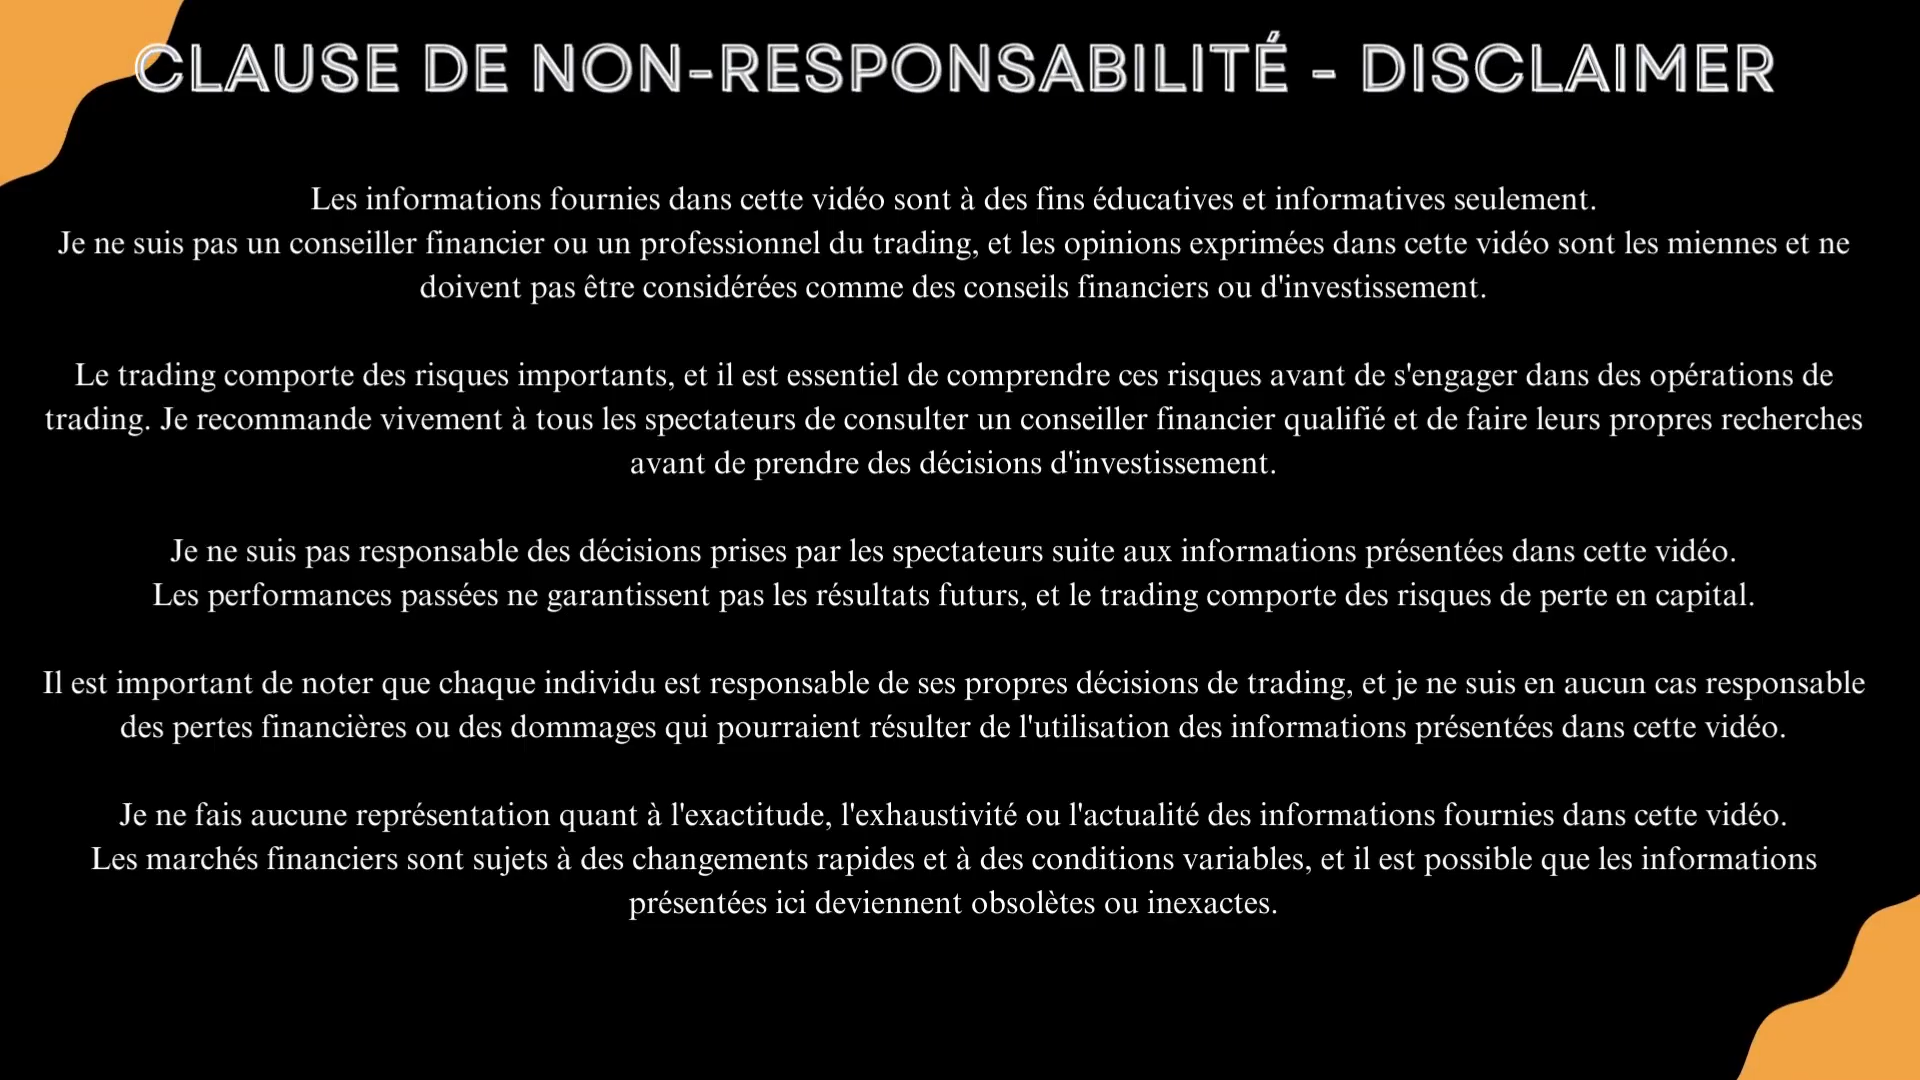 CLAUSE DE NON-RESPONSABILITÉ - DISCLAIMER
Les informations fournies dans cette vidéo sont à des fins éducatives et informatives seulement.
Je ne suis pas un conseiller financier ou un professionnel du trading, et les opinions exprimées dans cette vidéo sont les miennes et ne
doivent pas être considérées comme des conseils financiers ou d'investissement.
Le trading comporte des risques importants, et il est essentiel de comprendre ces risques avant de s'engager dans des opérations de
trading. Je recommande vivement à tous les spectateurs de consulter un conseiller financier qualifié et de faire leurs propres recherches
avant de prendre des décisions d'investissement.
Je ne suis pas responsable des décisions prises par les spectateurs suite aux informations présentées dans cette vidéo.
Les performances passées ne garantissent pas les résultats futurs, et le trading comporte des risques de perte en capital.
Il est important de noter que chaque individu est responsable de ses propres décisions de trading, et je ne suis en aucun cas responsable
des pertes financières ou des dommages qui pourraient résulter de l'utilisation des informations présentées dans cette vidéo.
Je ne fais aucune représentation quant à l'exactitude, l'exhaustivité ou l'actualité des informations fournies dans cette vidéo.
Les marchés financiers sont sujets à des changements rapides et à des conditions variables, et il est possible que les informations
présentées ici deviennent obsolètes ou inexactes.